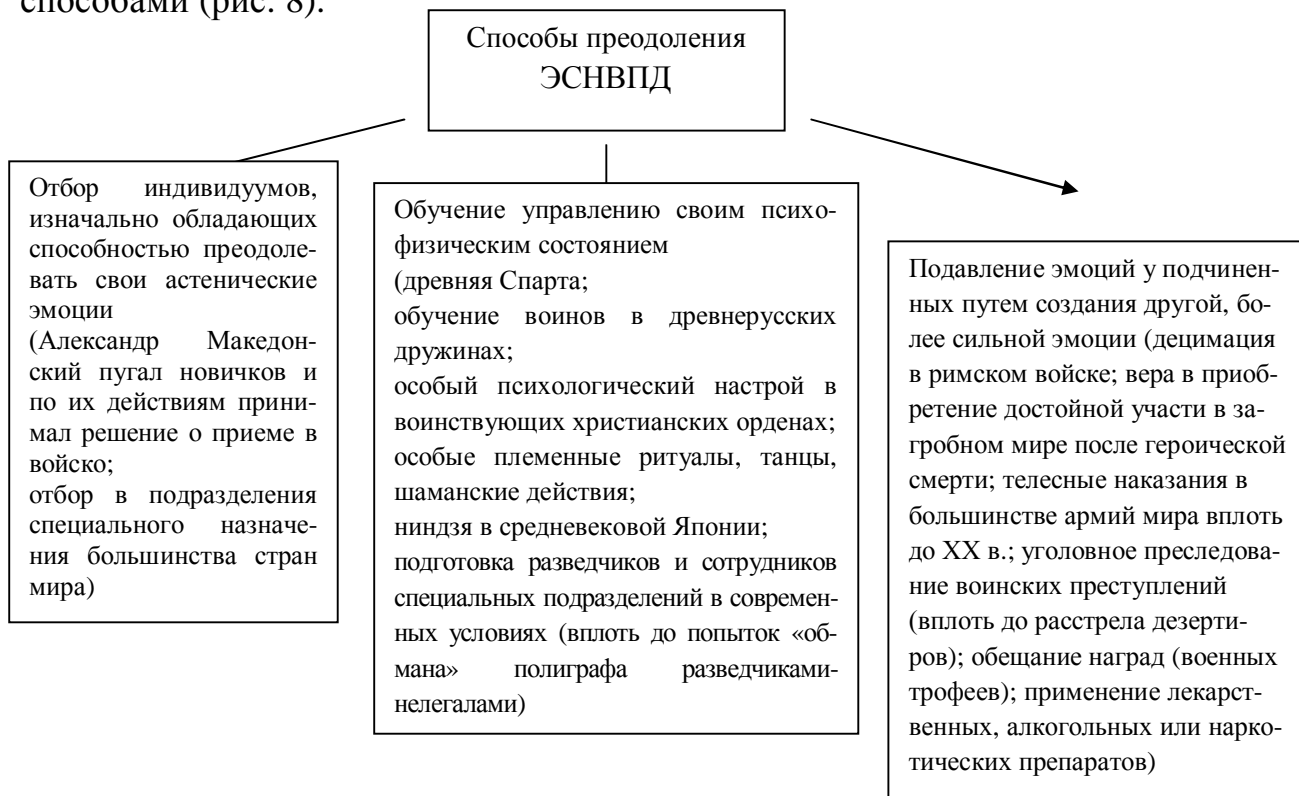 способами (рис. 8).
Способы преодоления
ЭСНВПД
Отбор индивидуумов,
изначально обладающих
способностью преодоле-
вать свои астенические
эмоции
(Александр Македон-
ский пугал новичков и
по их действиям прини-
мал решение о приеме в
войско;
отбор в подразделения
специального назначе-
ния большинства стран
мира)
Обучение управлению своим психо-
физическим состоянием
(древняя Спарта;
обучение воинов в древнерусских
дружинах;
особый психологический настрой в
воинствующих христианских орденах;
особые племенные ритуалы, танцы,
шаманские действия;
ниндзя в средневековой Японии;
подготовка разведчиков и сотрудников
специальных подразделений в современ-
ных условиях (вплоть до попыток «об-
мана» полиграфа разведчиками-
нелегалами)
Подавление эмоций у подчинен-
ных путем создания другой, бо-
лее сильной эмоции (децимация
в римском войске; вера в приоб-
ретение достойной участи в за-
гробном мире после героической
смерти; телесные наказания в
большинстве армий мира вплоть
до XX в.; уголовное преследова-
ние воинских преступлений
(вплоть до расстрела дезерти-
ров); обещание наград (военных
трофеев); применение лекарст-
венных, алкогольных или нарко-
тических препаратов)